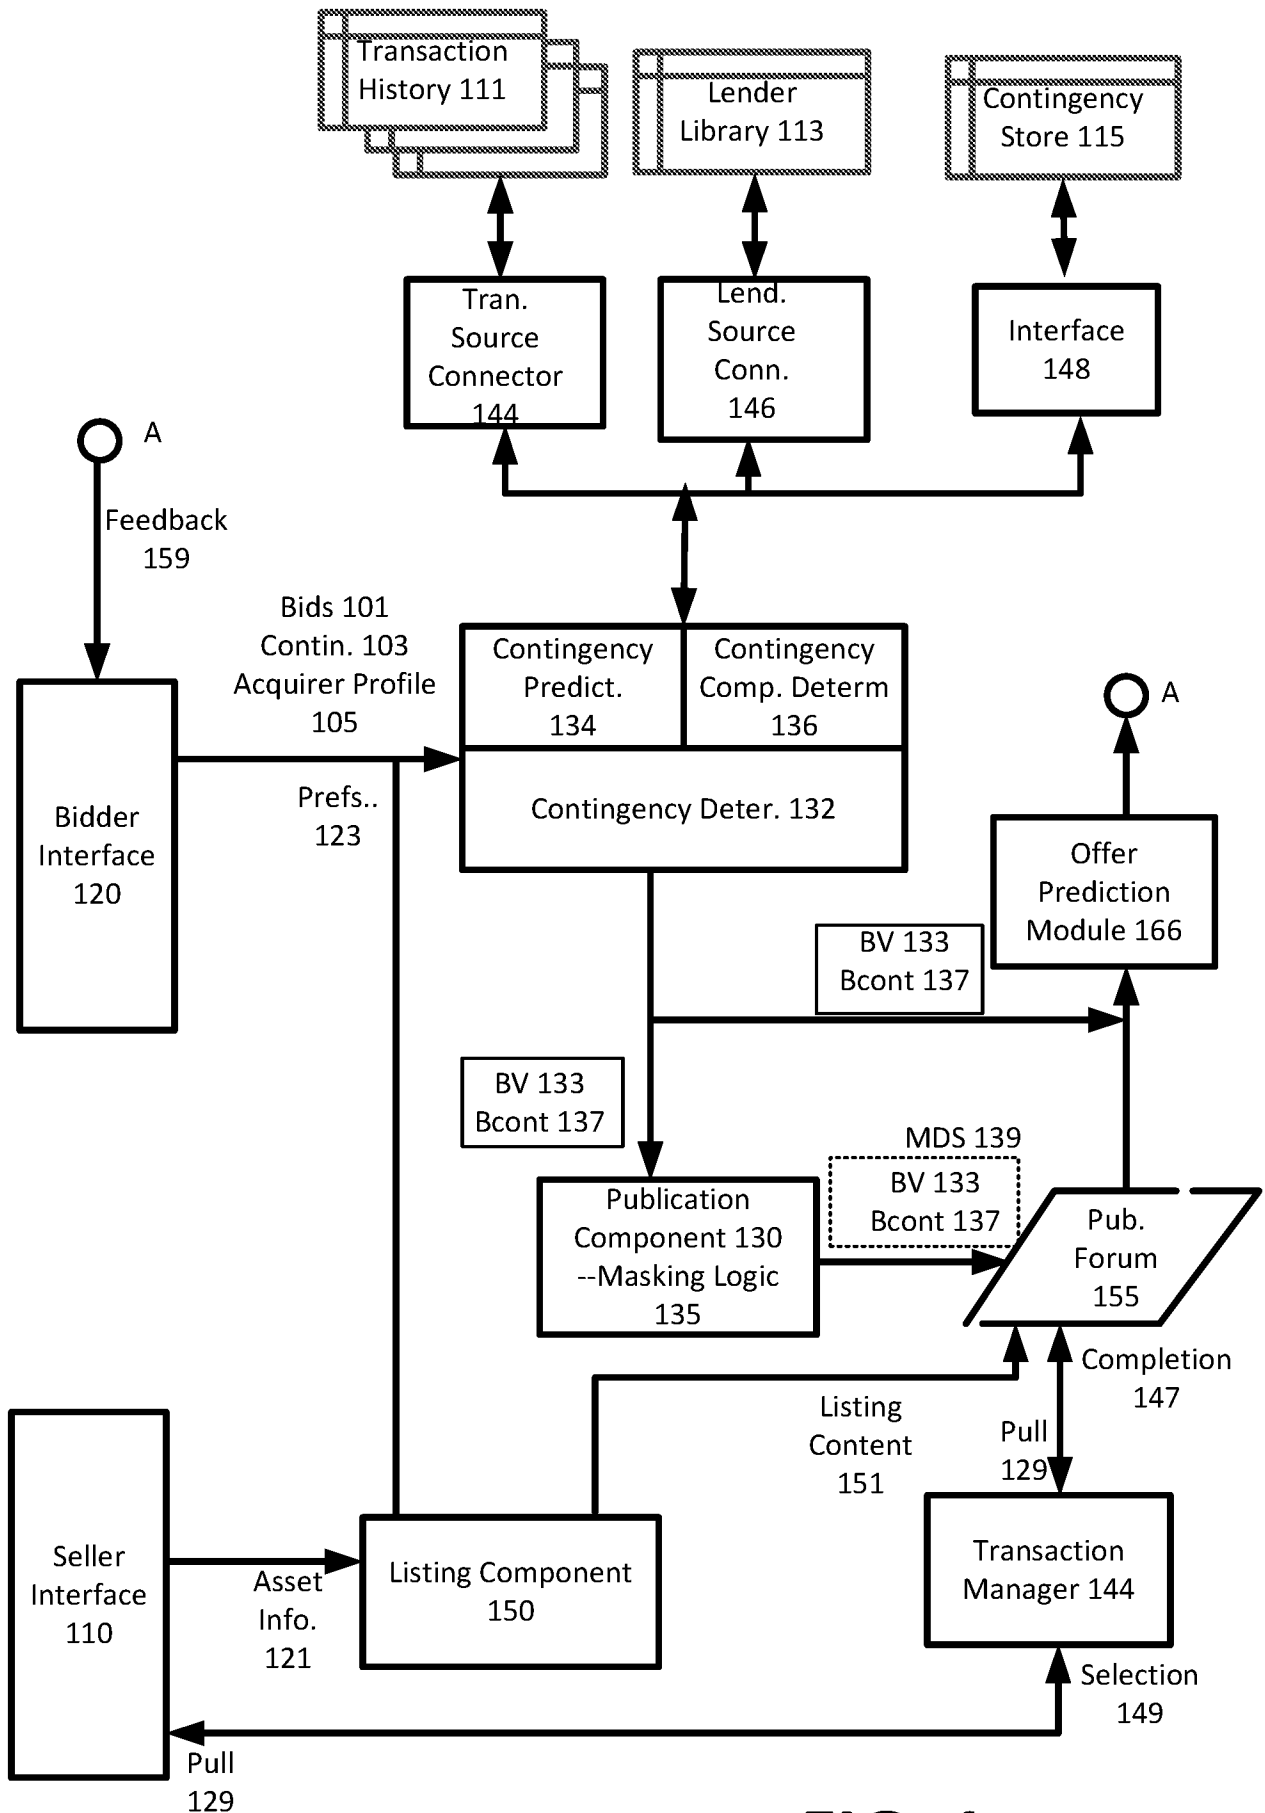 Transaction
History 111
Lender
Library 113
Contingency
Store 115
Tran.
Source
Connector
144
Lend.
Source
Conn.
146
Interface
148
A
Feedback
159
Bids 101
Contin. 103
Acquirer Profile
105
Prefs..
123
Contingency
Predict.
134
Contingency
Comp. Determ
136
Contingency Deter. 132
A
Bidder
Interface
120
Offer
Prediction
Module 166
BV 133
Bcont 137
BV 133
Bcont 137
MDS 139
BV 133
Bcont 137
Publication
Component 130
--Masking Logic
135
Pub.
Forum
155
Completion
147
Listing
Content
151
Pull
129
Seller
Interface
110
Asset
Info.
121
Listing Component
150
Transaction
Manager 144
Selection
149
Pull
129